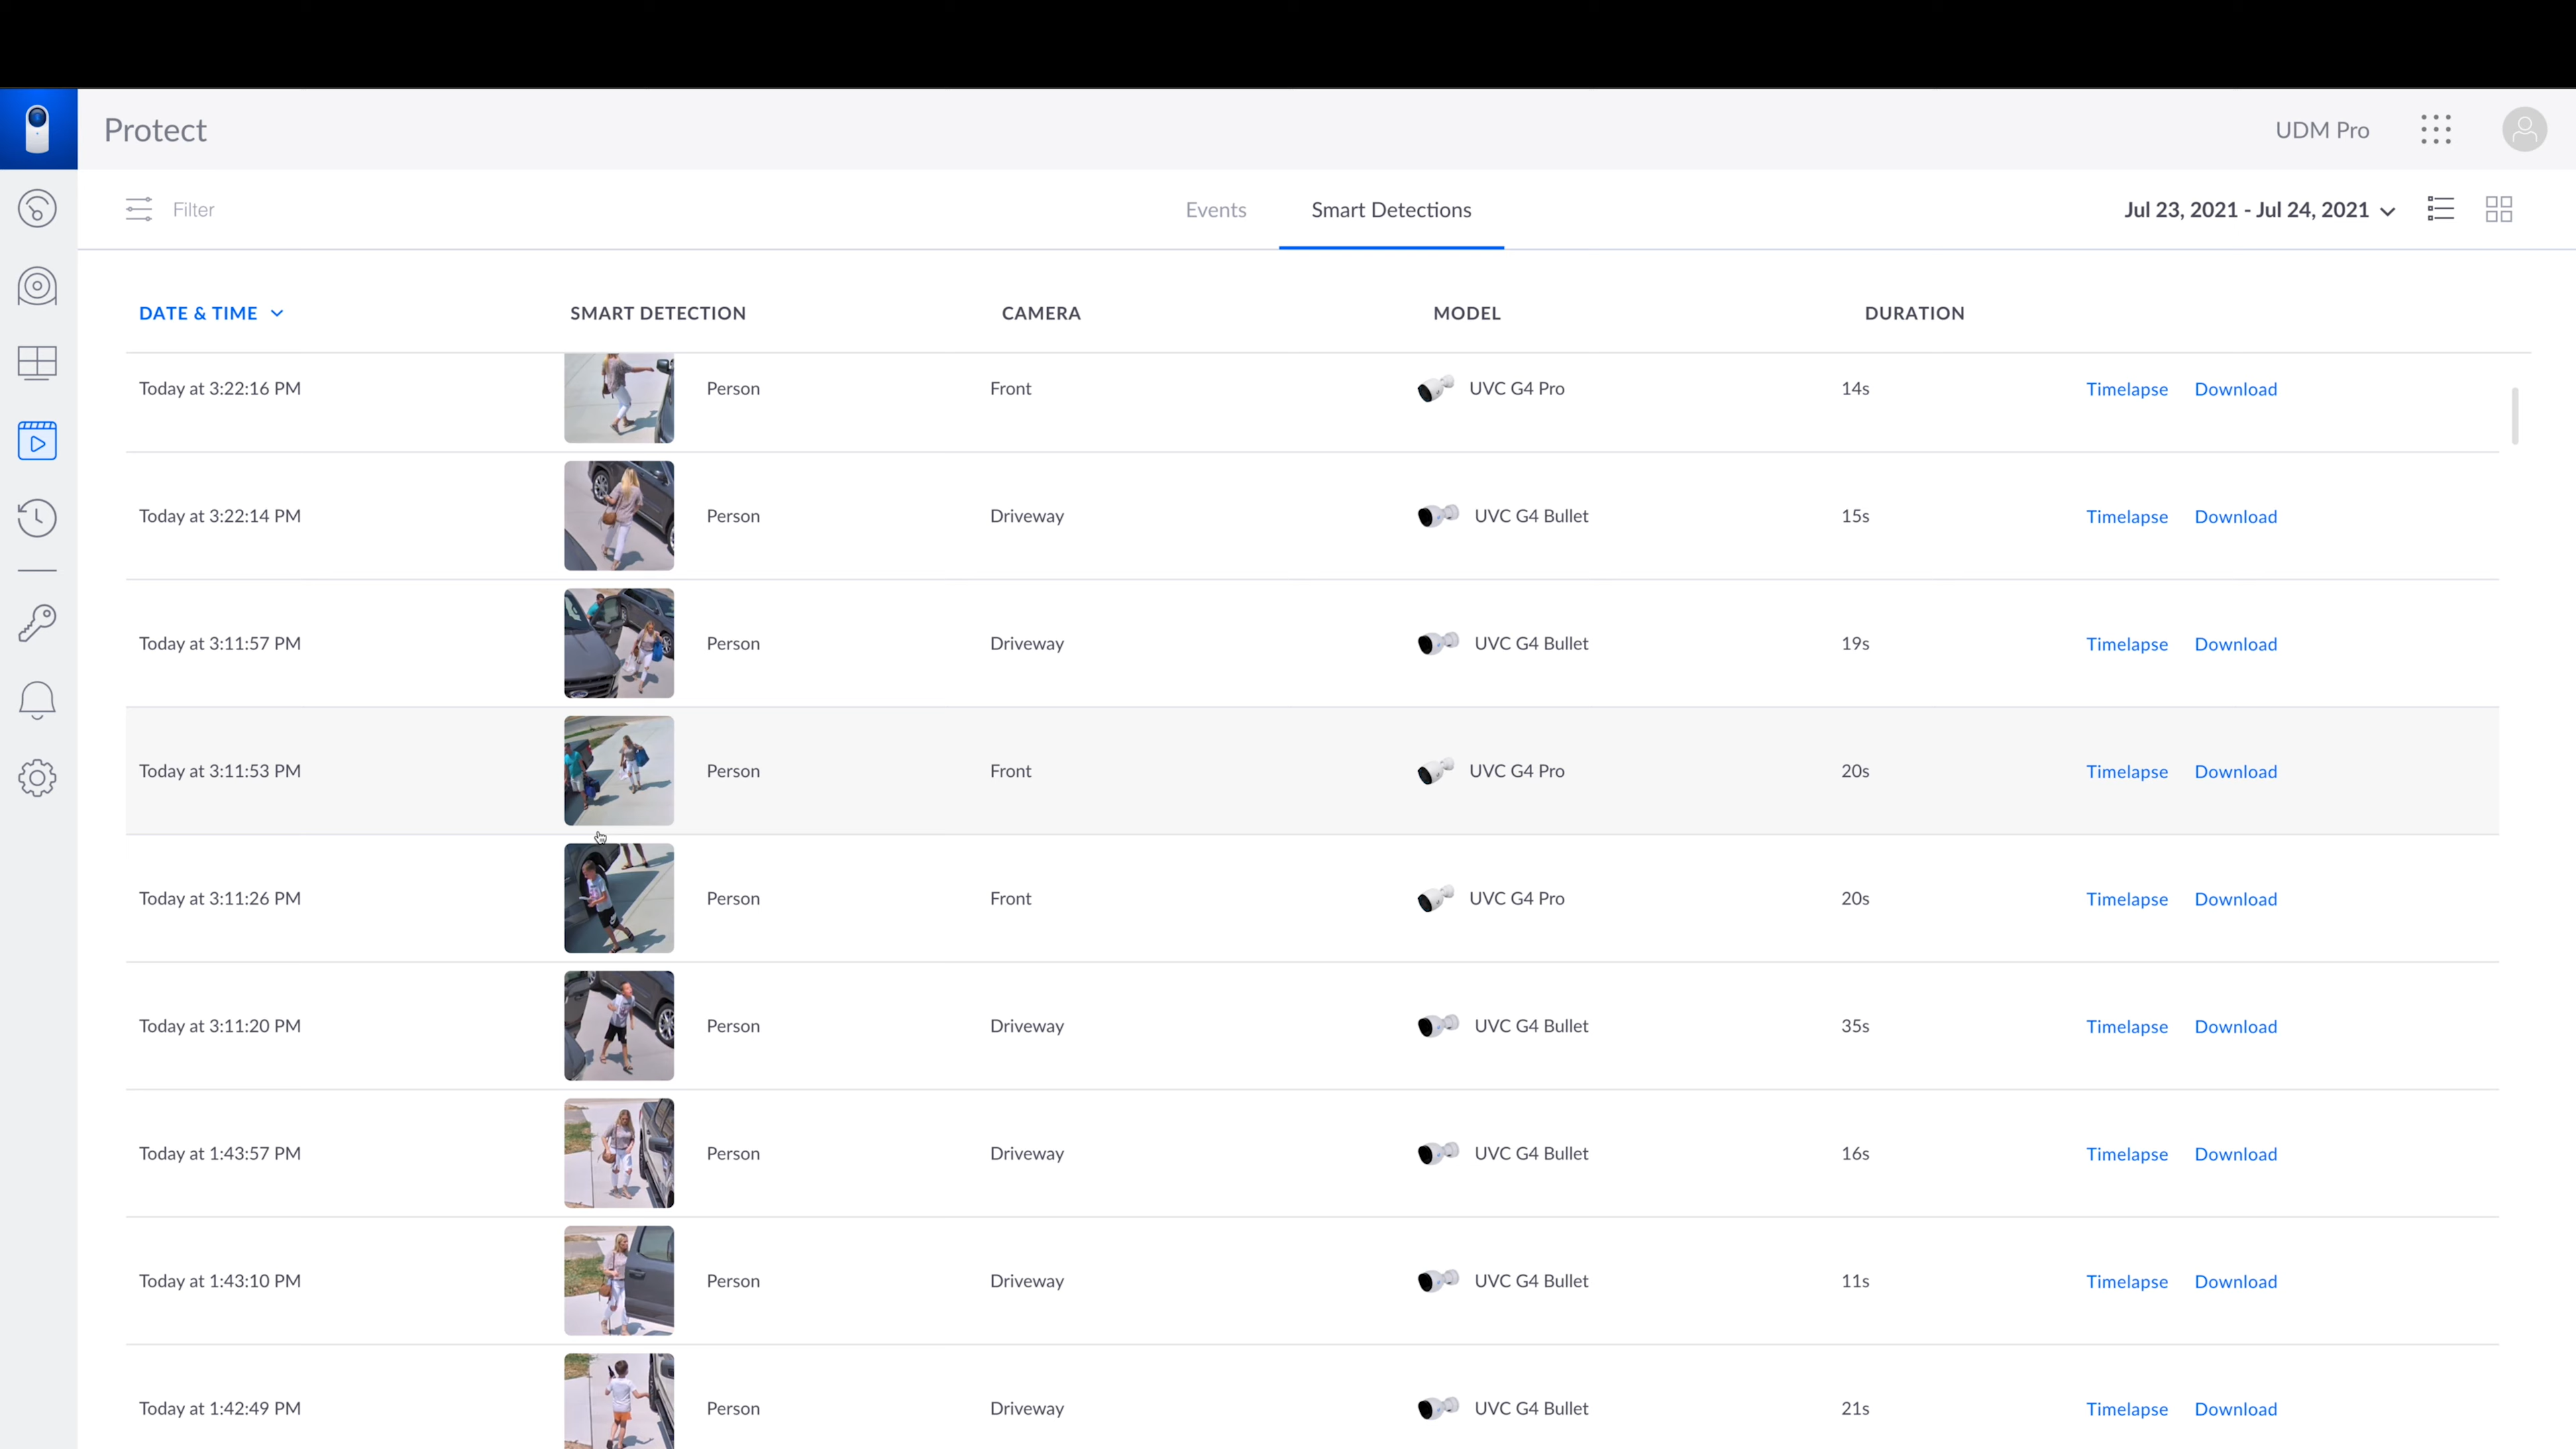 Protect UDM Pro
Filter Events Smart Detections Jul 23, 2021 - Jul 24, 2021
DATE & TIME SMART DETECTION CAMERA MODEL DURATION
Today at 3:22:16 PM Person Front UVC G4 Pro 14s Timelapse Download
Today at 3:22:14 PM Person Driveway UVC G4 Bullet 15s Timelapse Download
Today at 3:11:57 PM Person Driveway UVC G4 Bullet 19s Timelapse Download
Today at 3:11:53 PM Person Front UVC G4 Pro 20s Timelapse Download
Today at 3:11:26 PM Person Front UVC G4 Pro 20s Timelapse Download
Today at 3:11:20 PM Person Driveway UVC G4 Bullet 35s Timelapse Download
Today at 1:43:57 PM Person Driveway UVC G4 Bullet 16s Timelapse Download
Today at 1:43:10 PM Person Driveway UVC G4 Bullet 11s Timelapse Download
Today at 1:42:49 PM Person Driveway UVC G4 Bullet 21s Timelapse Download